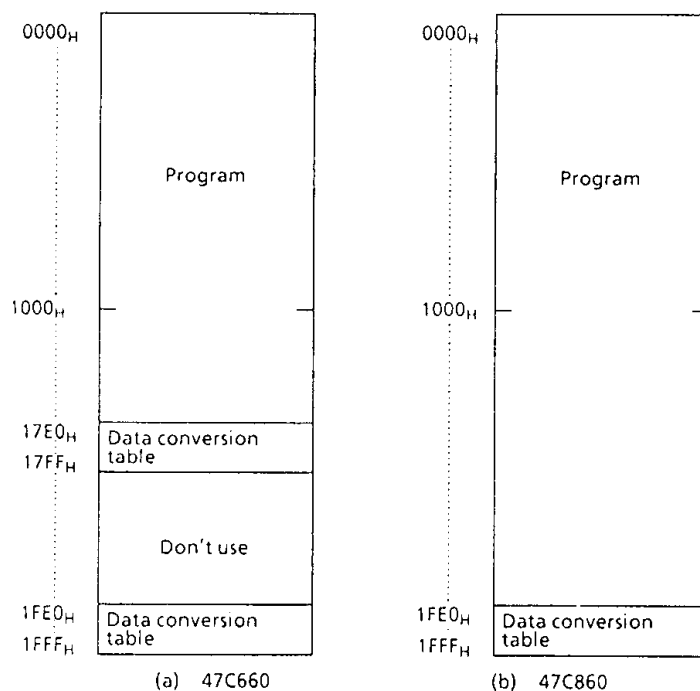 0000H
Program
1000H
17E0H
17FFH
Data conversion
table
Don't use
1FE0H
1FFFH
Data conversion
table
(a) 47C660
0000H
Program
1000H
1FE0H
1FFFH
Data conversion
table
(b) 47C860